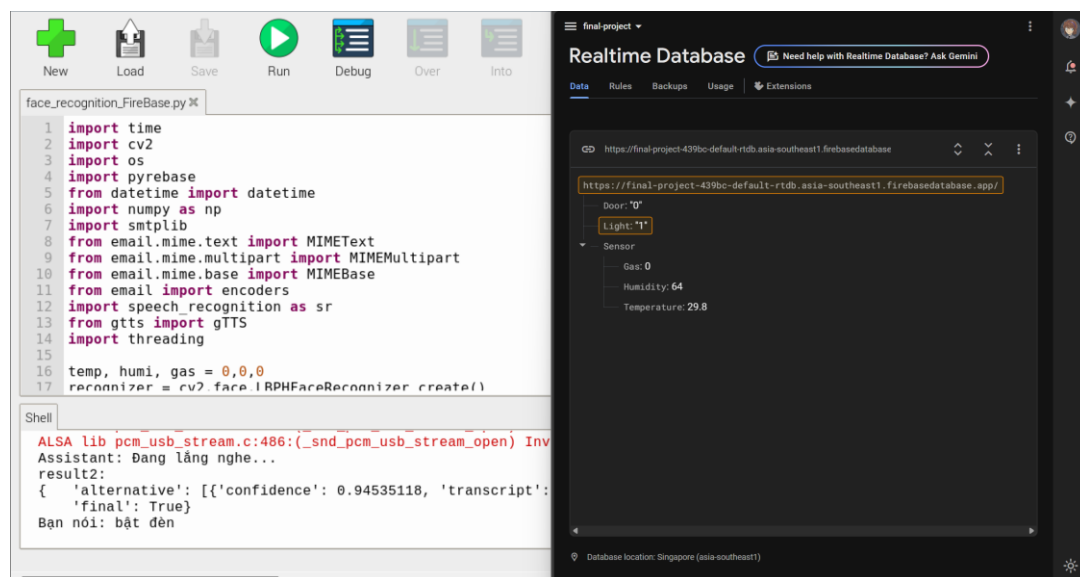 New Load Save Run Debug Over Into
face_recognition_FireBase.py
1 import time
2 import cv2
3 import os
4 import pyrebase
5 from datetime import datetime
6 import numpy as np
7 import smtplib
8 from email.mime.text import MIMEText
9 from email.mime.multipart import MIMEMultipart
10 from email.mime.base import MIMEBase
11 from email import encoders
12 import speech_recognition as sr
13 from gtts import gTTS
14 import threading
15
16 temp, humi, gas = 0,0,0
17 recognizer = cv2.face.LBPHFaceRecognizer_create()
Shell
ALSA lib pcm_usb_stream.c:486:(_snd_pcm_usb_stream_open) Inv
Assistant: Đang lắng nghe...
result2:
{ 'alternative': [{'confidence': 0.94535118, 'transcript':
'final': True}
Bạn nói: bật đèn
final-project
Realtime Database
Need help with Realtime Database? Ask Gemini
Data Rules Backups Usage Extensions
https://final-project-439bc-default-rtdb.asia-southeast1.firebasedatabase
https://final-project-439bc-default-rtdb.asia-southeast1.firebasedatabase.app/
Door: "0"
Light: "1"
Sensor
Gas: 0
Humidity: 64
Temperature: 29.8
Database location: Singapore (asia-southeast1)